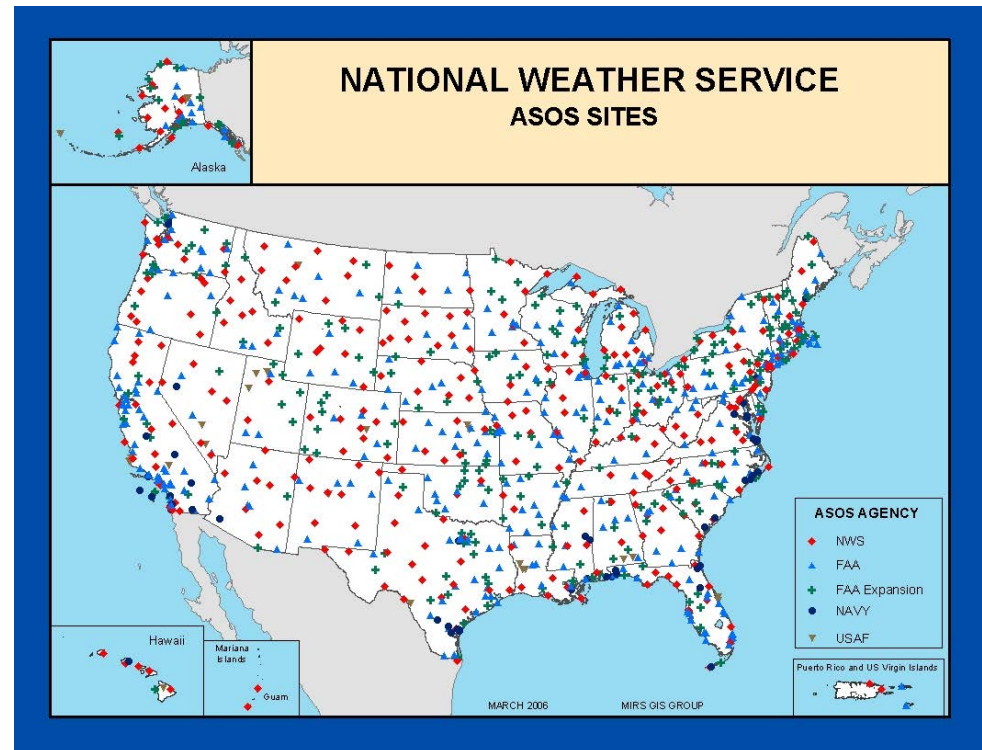 NATIONAL WEATHER SERVICE
ASOS SITES
Alaska
ASOS AGENCY
NWS
FAA
FAA Expansion
NAVY
USAF
Hawaii
Mariana
Islands
Guam
Puerto Rico and US Virgin Islands
MARCH 2006 MIRS GIS GROUP